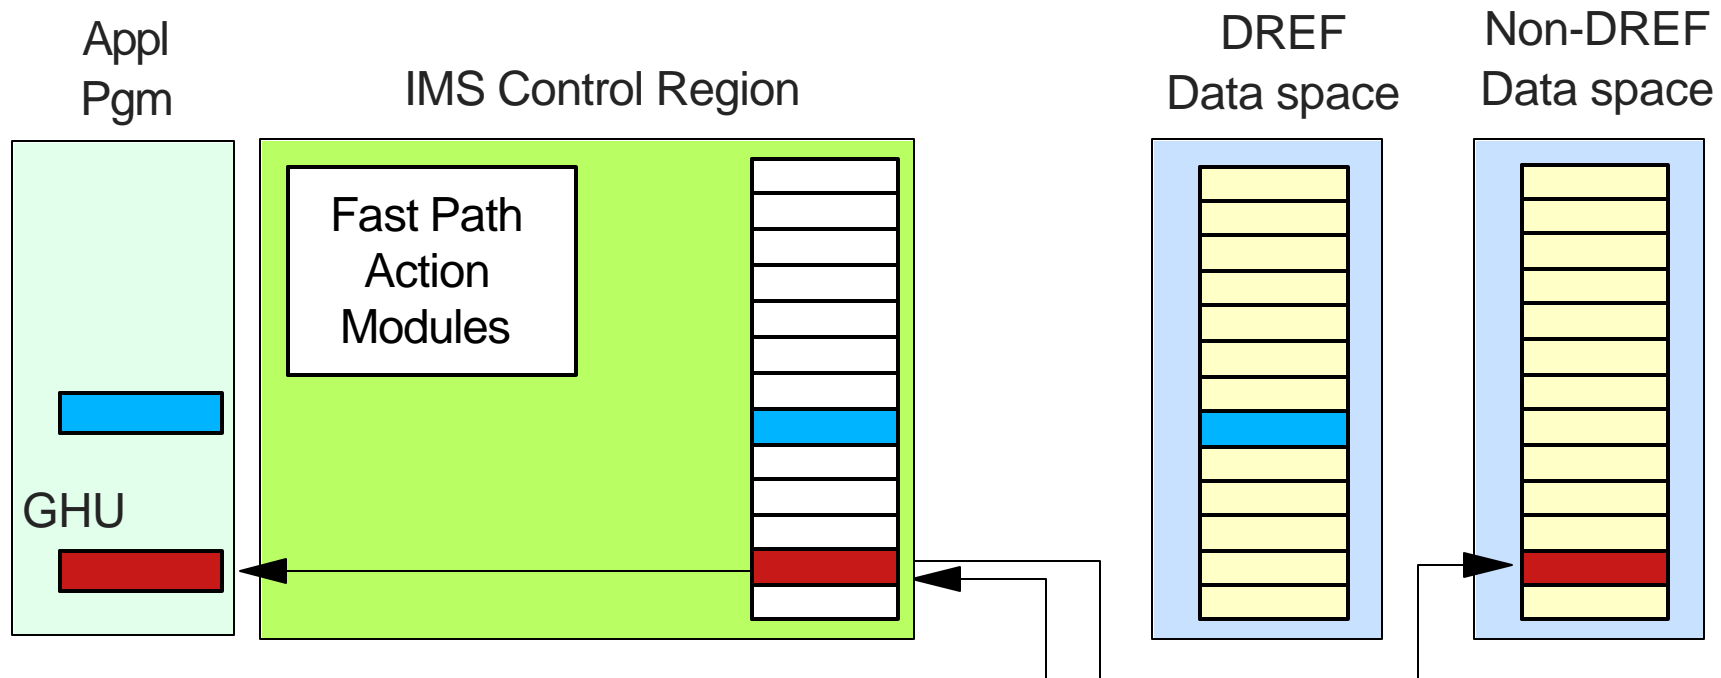 Appl
Pgm
IMS Control Region
DREF
Data space
Non-DREF
Data space
Fast Path
Action
Modules
GHU